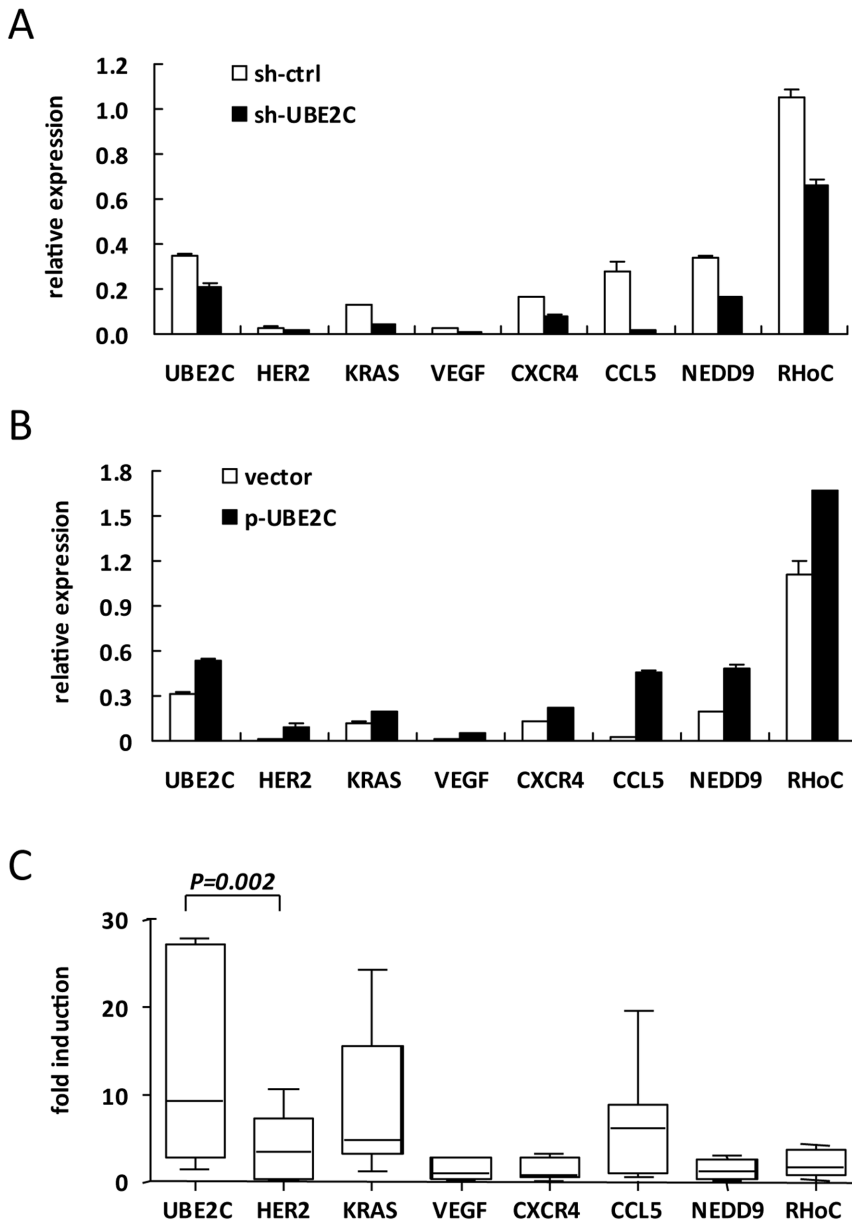 A
relative expression
1.2
1.0
0.8
0.6
0.4
0.2
0.0
sh-ctrl
sh-UBE2C
UBE2C HER2 KRAS VEGF CXCR4 CCL5 NEDD9 RHoC
B
relative expression
1.8
1.5
1.2
0.9
0.6
0.3
0
vector
p-UBE2C
UBE2C HER2 KRAS VEGF CXCR4 CCL5 NEDD9 RHoC
C
P=0.002
fold induction
30
20
10
0
UBE2C HER2 KRAS VEGF CXCR4 CCL5 NEDD9 RHoC